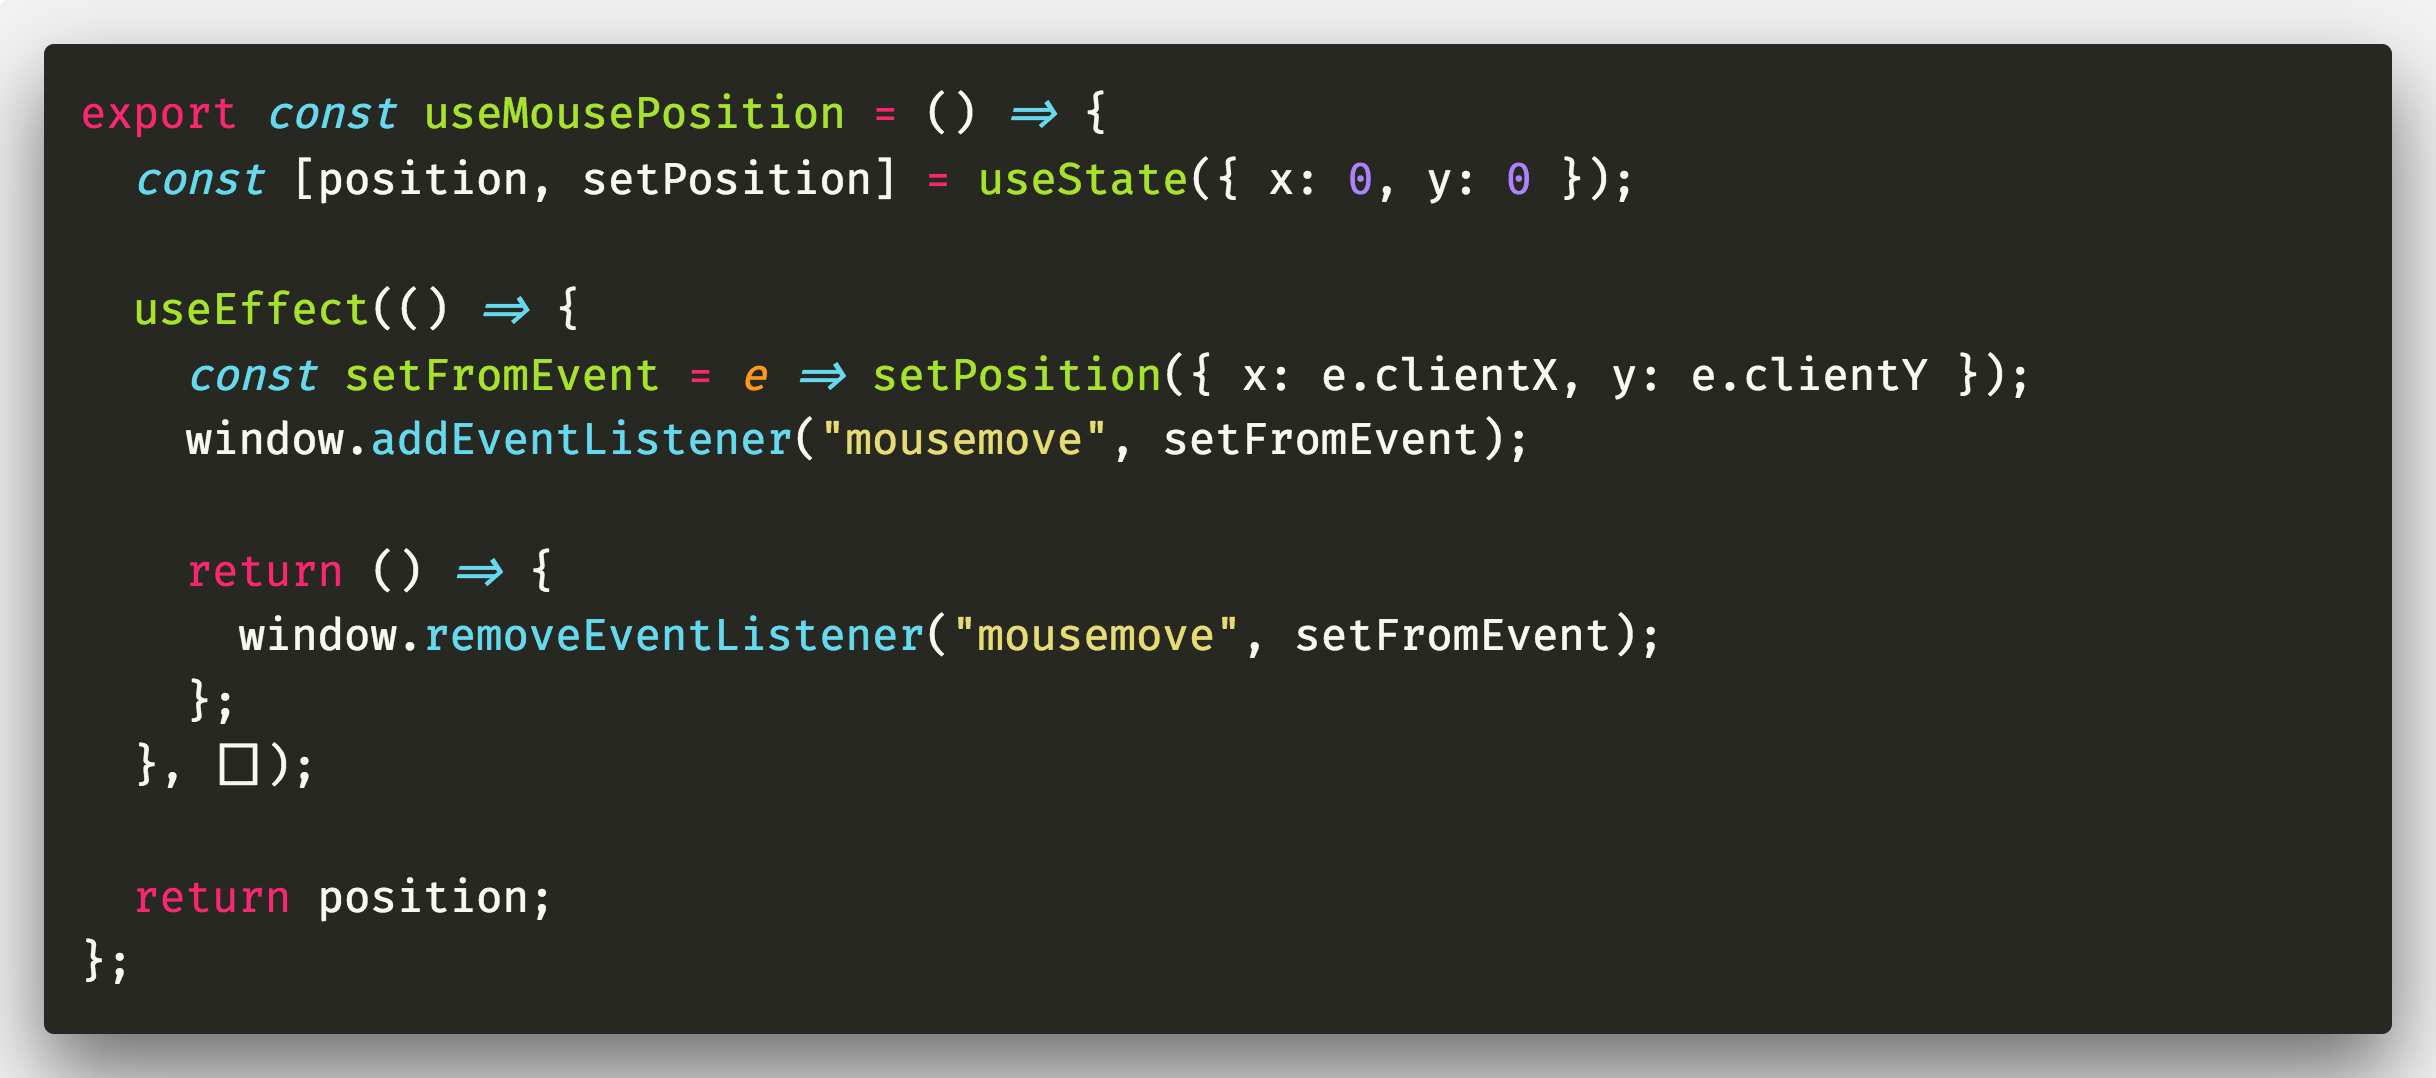 export const useMousePosition = () => {
  const [position, setPosition] = useState({ x: 0, y: 0 });

  useEffect(() => {
    const setFromEvent = e => setPosition({ x: e.clientX, y: e.clientY });
    window.addEventListener("mousemove", setFromEvent);

    return () => {
      window.removeEventListener("mousemove", setFromEvent);
    };
  }, []);

  return position;
};